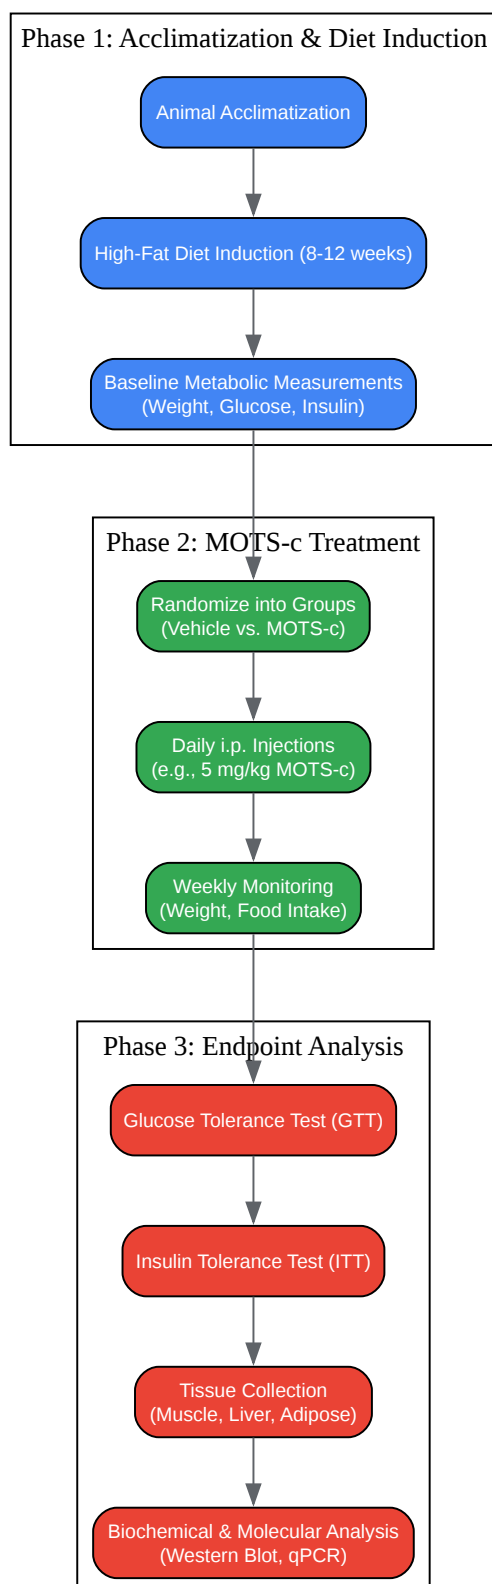 Phase 1: Acclimatization & Diet Induction
Animal Acclimatization
High-Fat Diet Induction (8-12 weeks)
Baseline Metabolic Measurements
(Weight, Glucose, Insulin)
Phase 2: MOTS-c Treatment
Randomize into Groups
(Vehicle vs. MOTS-c)
Daily i.p. Injections
(e.g., 5 mg/kg MOTS-c)
Weekly Monitoring
(Weight, Food Intake)
Phase 3: Endpoint Analysis
Glucose Tolerance Test (GTT)
Insulin Tolerance Test (ITT)
Tissue Collection
(Muscle, Liver, Adipose)
Biochemical & Molecular Analysis
(Western Blot, qPCR)